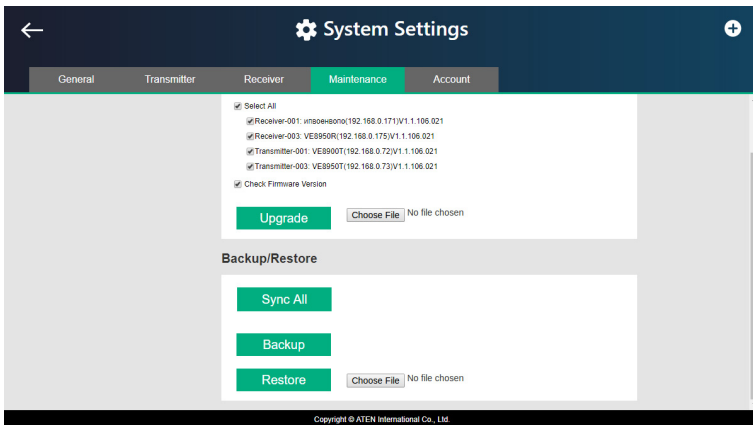 System Settings
General Transmitter Receiver Maintenance Account
Select All
Receiver-001: ипвоенвопо(192.168.0.171)V1.1.106.021
Receiver-003: VE8950R(192.168.0.175)V1.1.106.021
Transmitter-001: VE8900T(192.168.0.72)V1.1.106.021
Transmitter-003: VE8950T(192.168.0.73)V1.1.106.021
Check Firmware Version
Upgrade Choose File No file chosen
Backup/Restore
Sync All
Backup
Restore Choose File No file chosen
Copyright © ATEN International Co., Ltd.